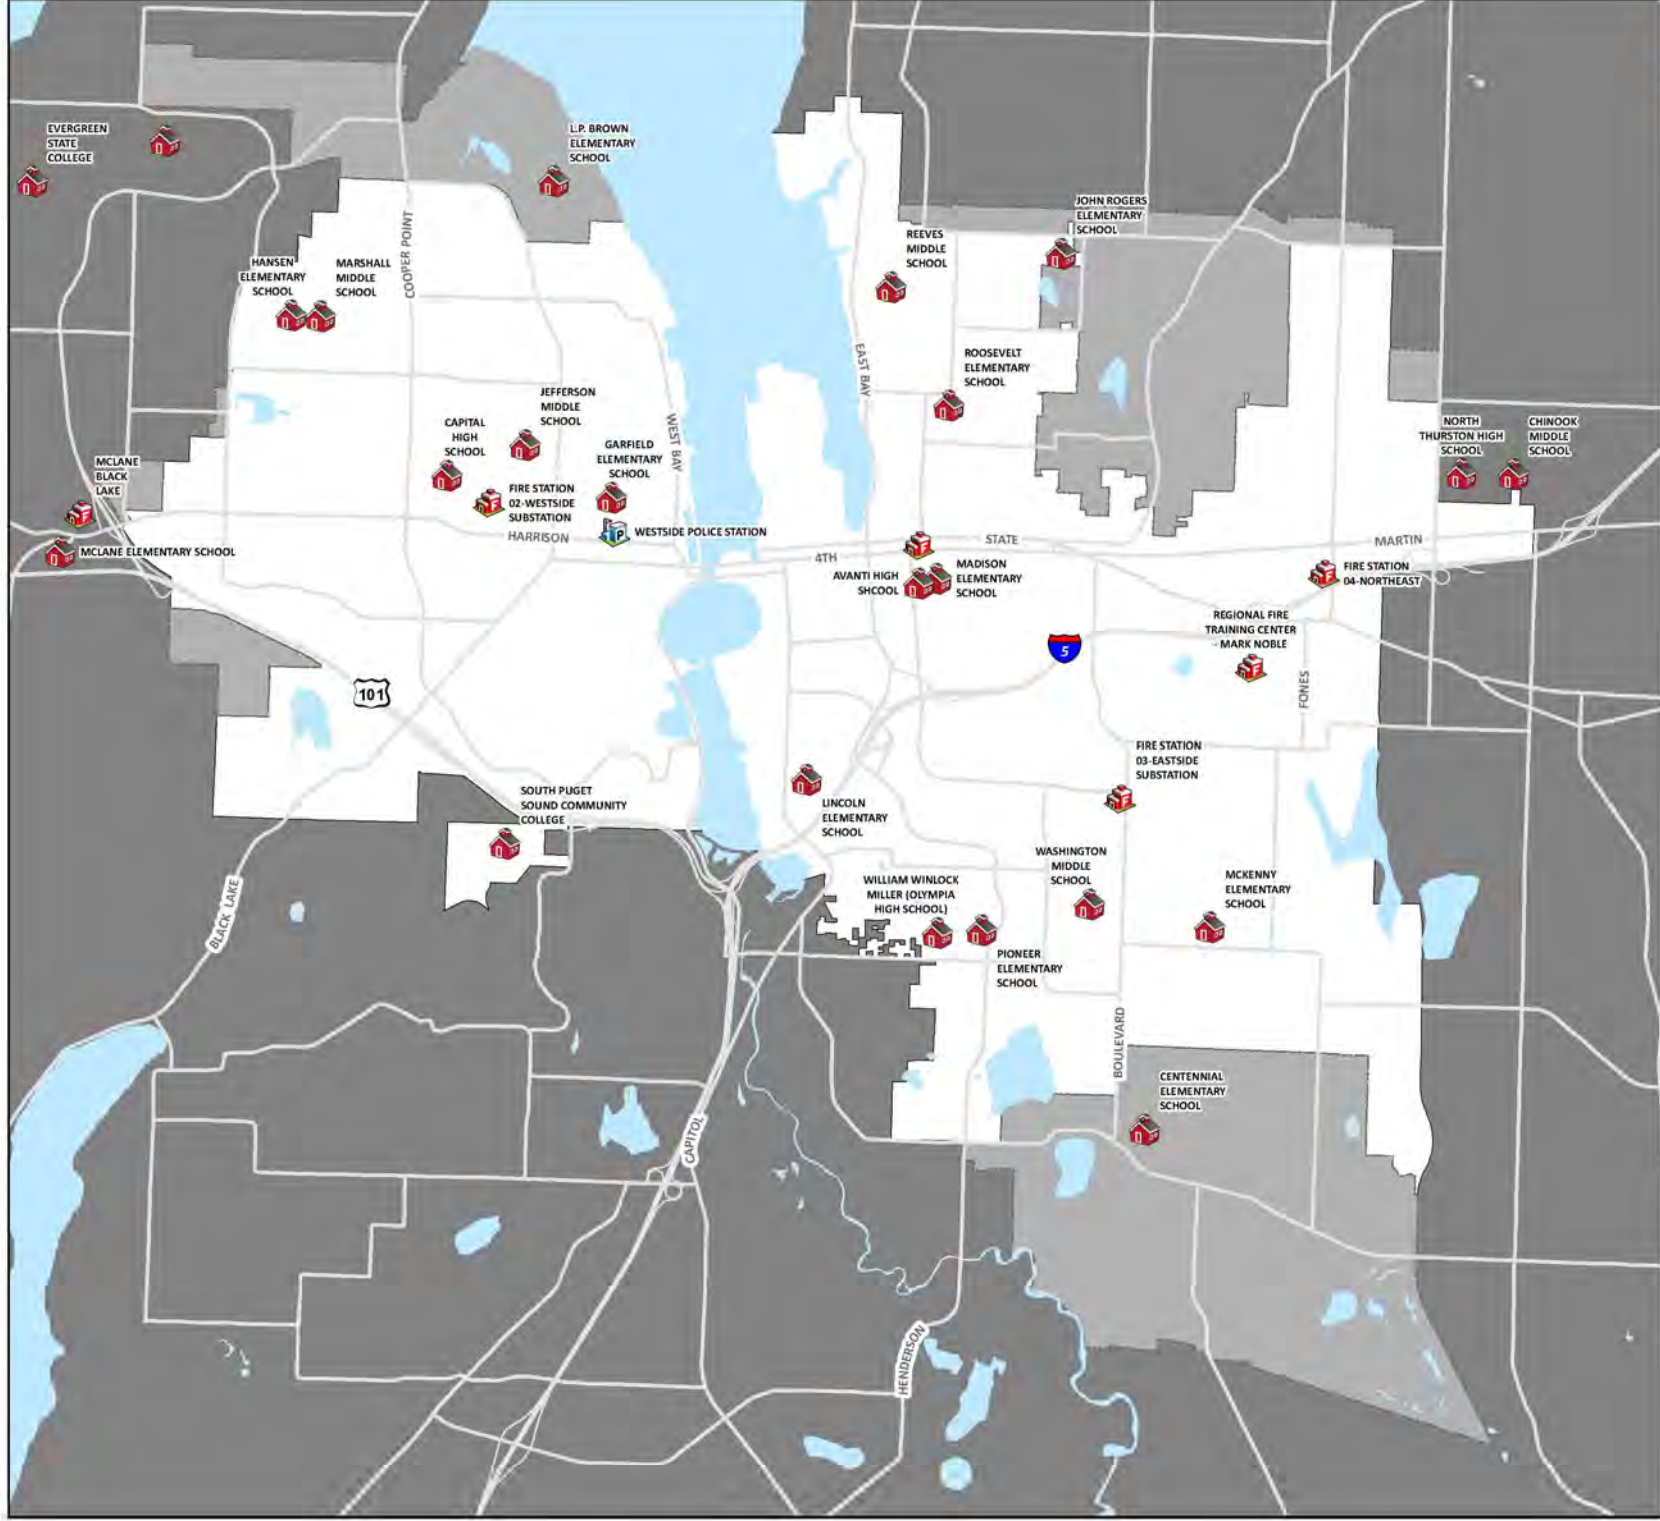 EVERGREEN
STATE
COLLEGE
L.P. BROWN
ELEMENTARY
SCHOOL
JOHN ROGERS
ELEMENTARY
SCHOOL
REEVES
MIDDLE
SCHOOL
HANSEN
ELEMENTARY
SCHOOL
MARSHALL
MIDDLE
SCHOOL
COOPER POINT
EAST BAY
ROOSEVELT
ELEMENTARY
SCHOOL
JEFFERSON
MIDDLE
SCHOOL
CAPITAL
HIGH
SCHOOL
GARFIELD
ELEMENTARY
SCHOOL
WEST BAY
NORTH
THURSTON HIGH
SCHOOL
CHINOOK
MIDDLE
SCHOOL
MCLANE
BLACK
LAKE
F
F
FIRE STATION
02-WESTSIDE
SUBSTATION
P
WESTSIDE POLICE STATION
HARRISON
MCLANE ELEMENTARY SCHOOL
4TH
F
STATE
MARTIN
AVANTI HIGH
SHCOOL
MADISON
ELEMENTARY
SCHOOL
F
FIRE STATION
04-NORTHEAST
REGIONAL FIRE
TRAINING CENTER
- MARK NOBLE
F
5
101
FONES
FIRE STATION
03-EASTSIDE
SUBSTATION
F
SOUTH PUGET
SOUND COMMUNITY
COLLEGE
LINCOLN
ELEMENTARY
SCHOOL
WASHINGTON
MIDDLE
SCHOOL
WILLIAM WINLOCK
MILLER (OLYMPIA
HIGH SCHOOL)
MCKENNY
ELEMENTARY
SCHOOL
BLACK LAKE
PIONEER
ELEMENTARY
SCHOOL
BOULEVARD
CENTENNIAL
ELEMENTARY
SCHOOL
CAPITOL
HENDERSON